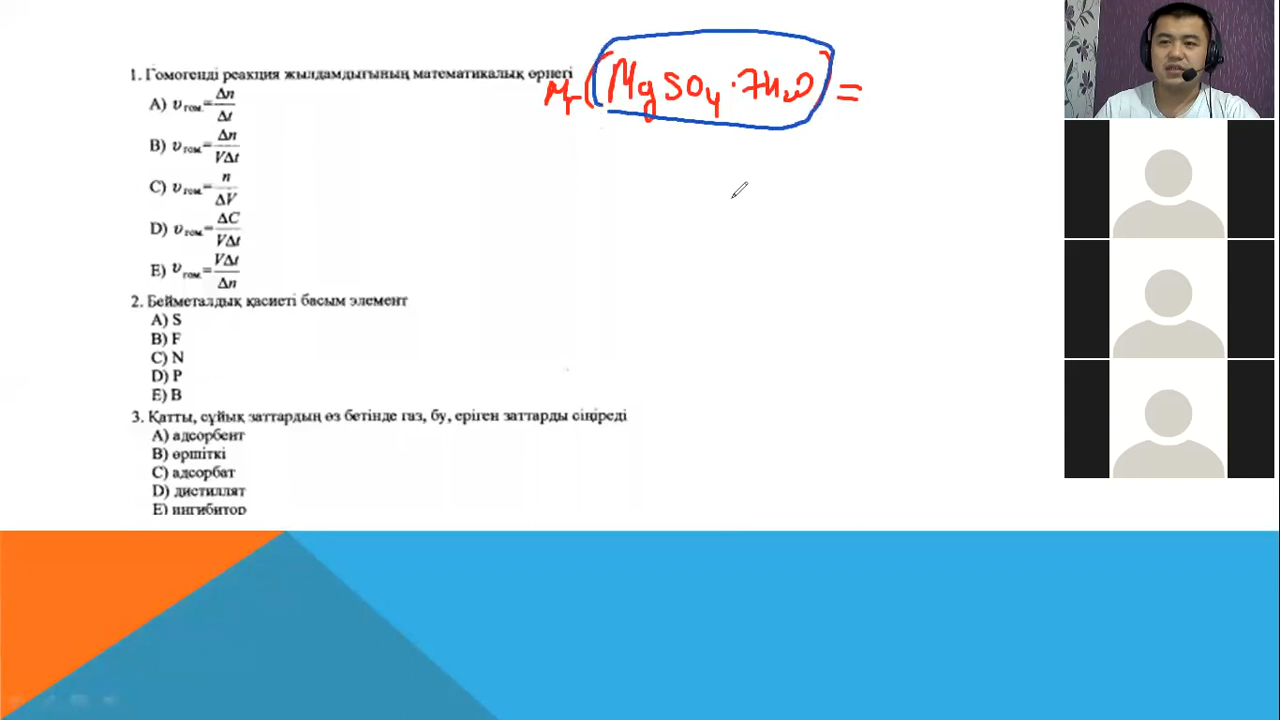 1. Гомогенді реакция жылдамдығының математикалық өрнегі
Mr (MgSO₄·7H₂O) =
A) υгом.=Δn/Δt
B) υгом.=Δn/VΔt
C) υгом.=n/ΔV
D) υгом.=ΔC/VΔt
E) υгом.=VΔt/Δn
2. Бейметалдық қасиеті басым элемент
A) S
B) F
C) N
D) P
E) B
3. Қатты, сұйық заттардың өз бетінде газ, бу, еріген заттарды сіңіреді
A) адсорбент
B) өршіткі
C) адсорбат
D) дистиллят
E) ингибитор